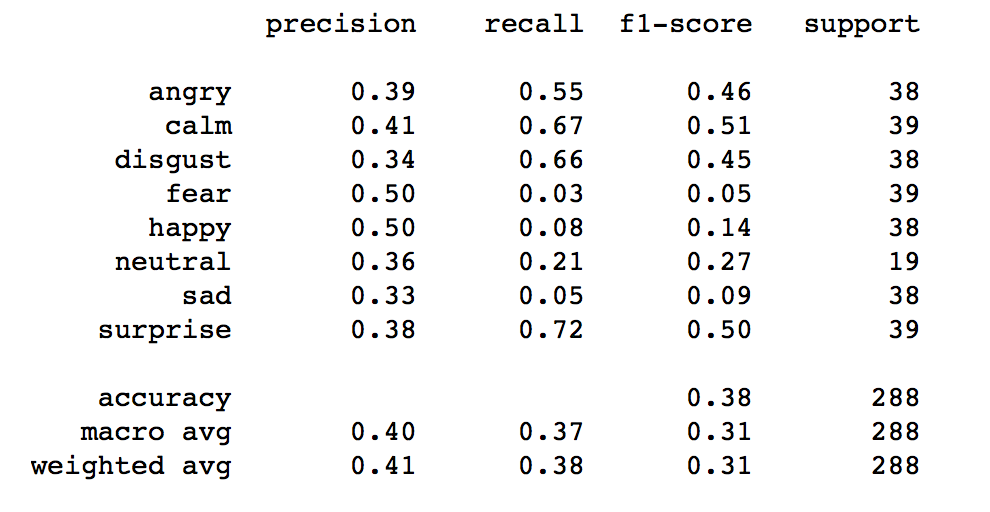 precision recall f1-score support
angry 0.39 0.55 0.46 38
calm 0.41 0.67 0.51 39
disgust 0.34 0.66 0.45 38
fear 0.50 0.03 0.05 39
happy 0.50 0.08 0.14 38
neutral 0.36 0.21 0.27 19
sad 0.33 0.05 0.09 38
surprise 0.38 0.72 0.50 39
accuracy 0.38 288
macro avg 0.40 0.37 0.31 288
weighted avg 0.41 0.38 0.31 288